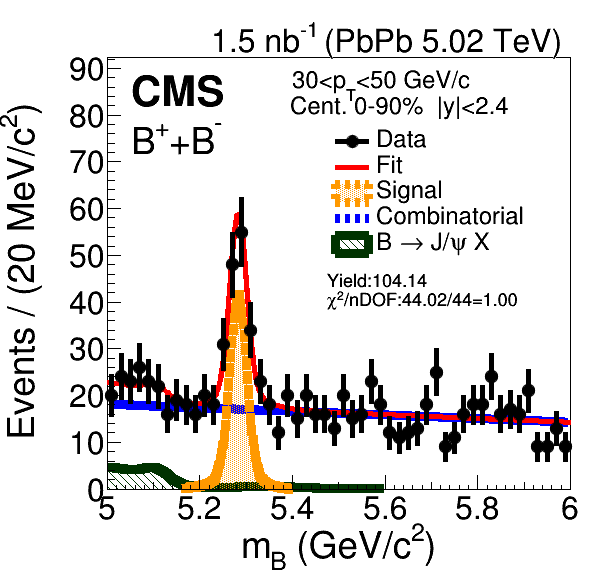 1.5 nb⁻¹ (PbPb 5.02 TeV)
CMS
B⁺+B⁻
30<p_T<50 GeV/c
Cent. 0-90% |y|<2.4
Data
Fit
Signal
Combinatorial
B → J/ψ X
Yield:104.14
χ²/nDOF:44.02/44=1.00
Events / (20 MeV/c²)
90
80
70
60
50
40
30
20
10
0
5 5.2 5.4 5.6 5.8 6
m_B (GeV/c²)